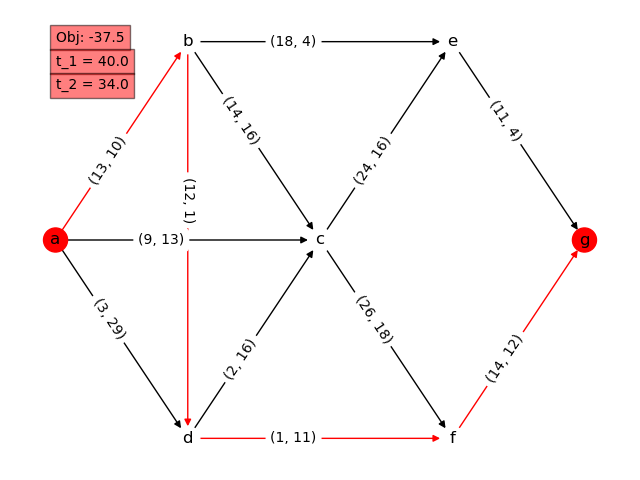 Obj: -37.5
t_1 = 40.0
t_2 = 34.0
b
(18, 4)
e
(13, 10)
(14, 16)
(24, 16)
(11, 4)
(12, 1)
a
(9, 13)
c
g
(3, 29)
(2, 16)
(26, 18)
(14, 12)
d
(1, 11)
f